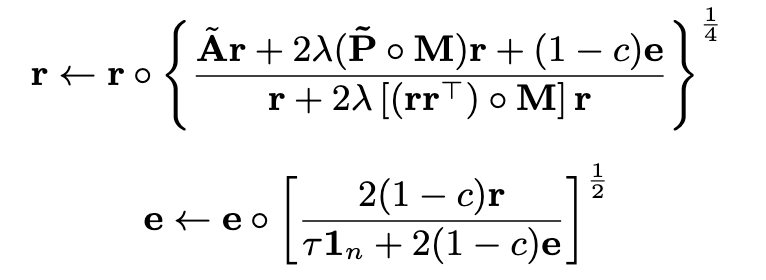 r ← r ∘ { (Ãr + 2λ(P̃ ∘ M)r + (1 − c)e) / (r + 2λ[(rr⊤) ∘ M] r) }^{1/4}
e ← e ∘ [ (2(1 − c)r) / (τ1_n + 2(1 − c)e) ]^{1/2}